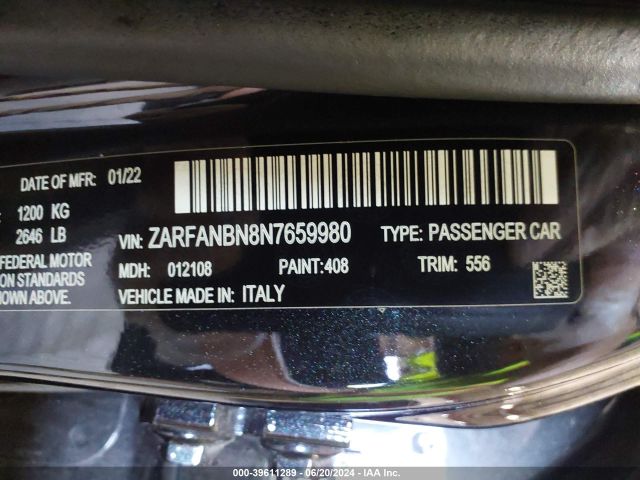 DATE OF MFR: 01/22
1200 KG
2646 LB
FEDERAL MOTOR
ON STANDARDS
SHOWN ABOVE.
VIN: ZARFANBN8N7659980 TYPE: PASSENGER CAR
MDH: 012108 PAINT:408 TRIM: 556
VEHICLE MADE IN: ITALY
000-39611289 - 06/20/2024 - IAA Inc.